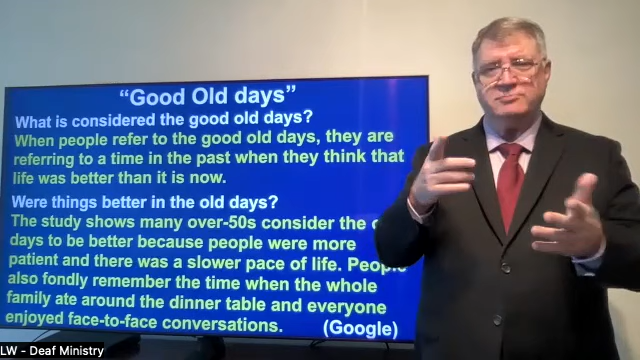 “Good Old days”
What is considered the good old days?
When people refer to the good old days, they are
referring to a time in the past when they think that
life was better than it is now.
Were things better in the old days?
The study shows many over-50s consider the
days to be better because people were more
patient and there was a slower pace of life. People
also fondly remember the time when the whole
family ate around the dinner table and everyone
enjoyed face-to-face conversations. (Google)
LW - Deaf Ministry